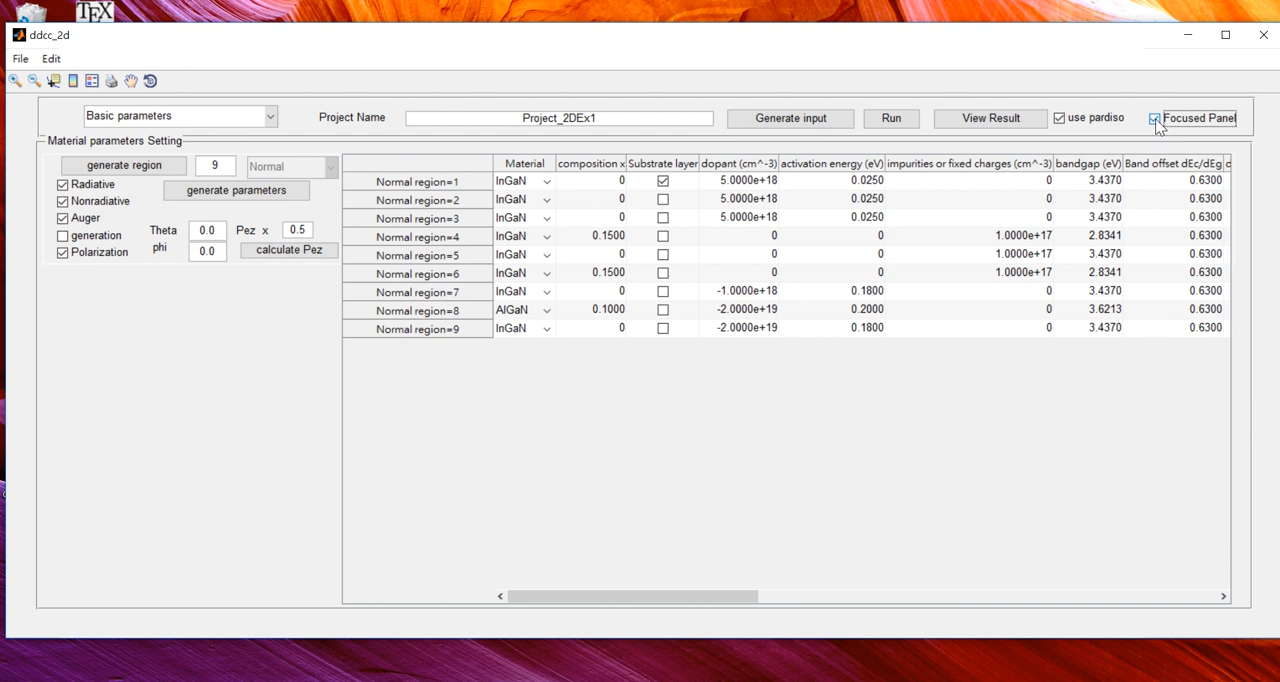 TEX
ddcc_2d
File Edit
Basic parameters Project Name Project_2DEx1 Generate input Run View Result use pardiso Focused Panel
Material parameters Setting
generate region 9 Normal
Radiative generate parameters
Nonradiative
Auger
generation Theta 0.0 Pez x 0.5
Polarization phi 0.0 calculate Pez
Material composition x Substrate layer dopant (cm^-3) activation energy (eV) impurities or fixed charges (cm^-3) bandgap (eV) Band offset dEc/dEg
Normal region=1 InGaN 0 5.0000e+18 0.0250 0 3.4370 0.6300
Normal region=2 InGaN 0 5.0000e+18 0.0250 0 3.4370 0.6300
Normal region=3 InGaN 0 5.0000e+18 0.0250 0 3.4370 0.6300
Normal region=4 InGaN 0.1500 0 0 1.0000e+17 2.8341 0.6300
Normal region=5 InGaN 0 0 0 1.0000e+17 3.4370 0.6300
Normal region=6 InGaN 0.1500 0 0 1.0000e+17 2.8341 0.6300
Normal region=7 InGaN 0 -1.0000e+18 0.1800 0 3.4370 0.6300
Normal region=8 AlGaN 0.1000 -2.0000e+19 0.2000 0 3.6213 0.6300
Normal region=9 InGaN 0 -2.0000e+19 0.1800 0 3.4370 0.6300